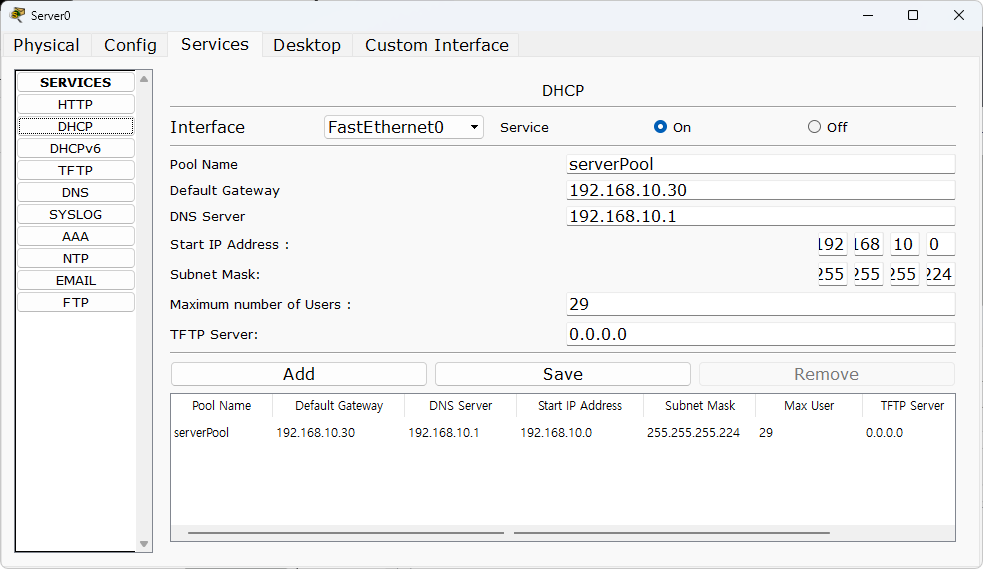 Server0
Physical Config Services Desktop Custom Interface
SERVICES
HTTP
DHCP
DHCPv6
TFTP
DNS
SYSLOG
AAA
NTP
EMAIL
FTP
DHCP
Interface FastEthernet0 Service On Off
Pool Name serverPool
Default Gateway 192.168.10.30
DNS Server 192.168.10.1
Start IP Address : 192 168 10 0
Subnet Mask: 255 255 255 224
Maximum number of Users : 29
TFTP Server: 0.0.0.0
Add Save Remove
Pool Name Default Gateway DNS Server Start IP Address Subnet Mask Max User TFTP Server
serverPool 192.168.10.30 192.168.10.1 192.168.10.0 255.255.255.224 29 0.0.0.0